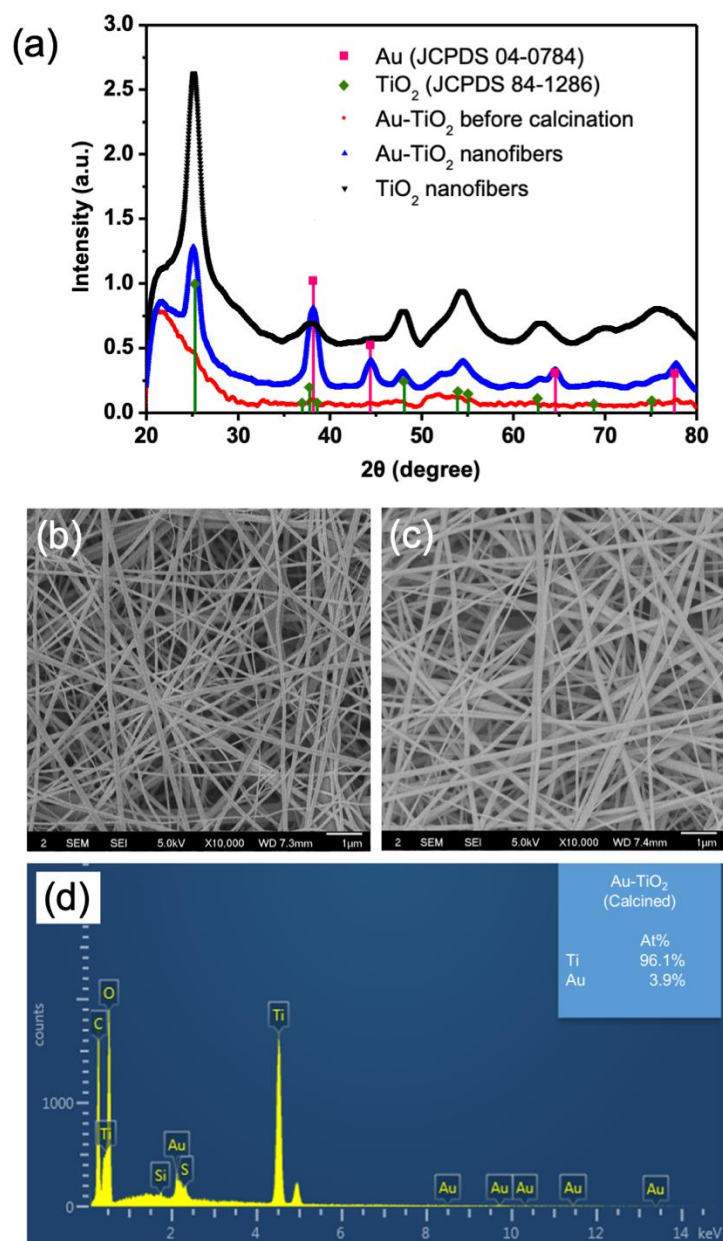 (a)
3.0
2.5
2.0
1.5
1.0
0.5
0.0
Intensity (a.u.)
Au (JCPDS 04-0784)
TiO₂ (JCPDS 84-1286)
Au-TiO₂ before calcination
Au-TiO₂ nanofibers
TiO₂ nanofibers
20 30 40 50 60 70 80
2θ (degree)
(b)
2 SEM SEI 5.0kV X10,000 WD 7.3mm 1μm
(c)
2 SEM SEI 5.0kV X10,000 WD 7.4mm 1μm
(d)
Au-TiO₂
(Calcined)
At%
Ti 96.1%
Au 3.9%
counts
1000
0
C
O
Ti
Si
Au
S
Ti
Au
Au
Au
Au
Au
2 4 6 8 10 12 14 keV